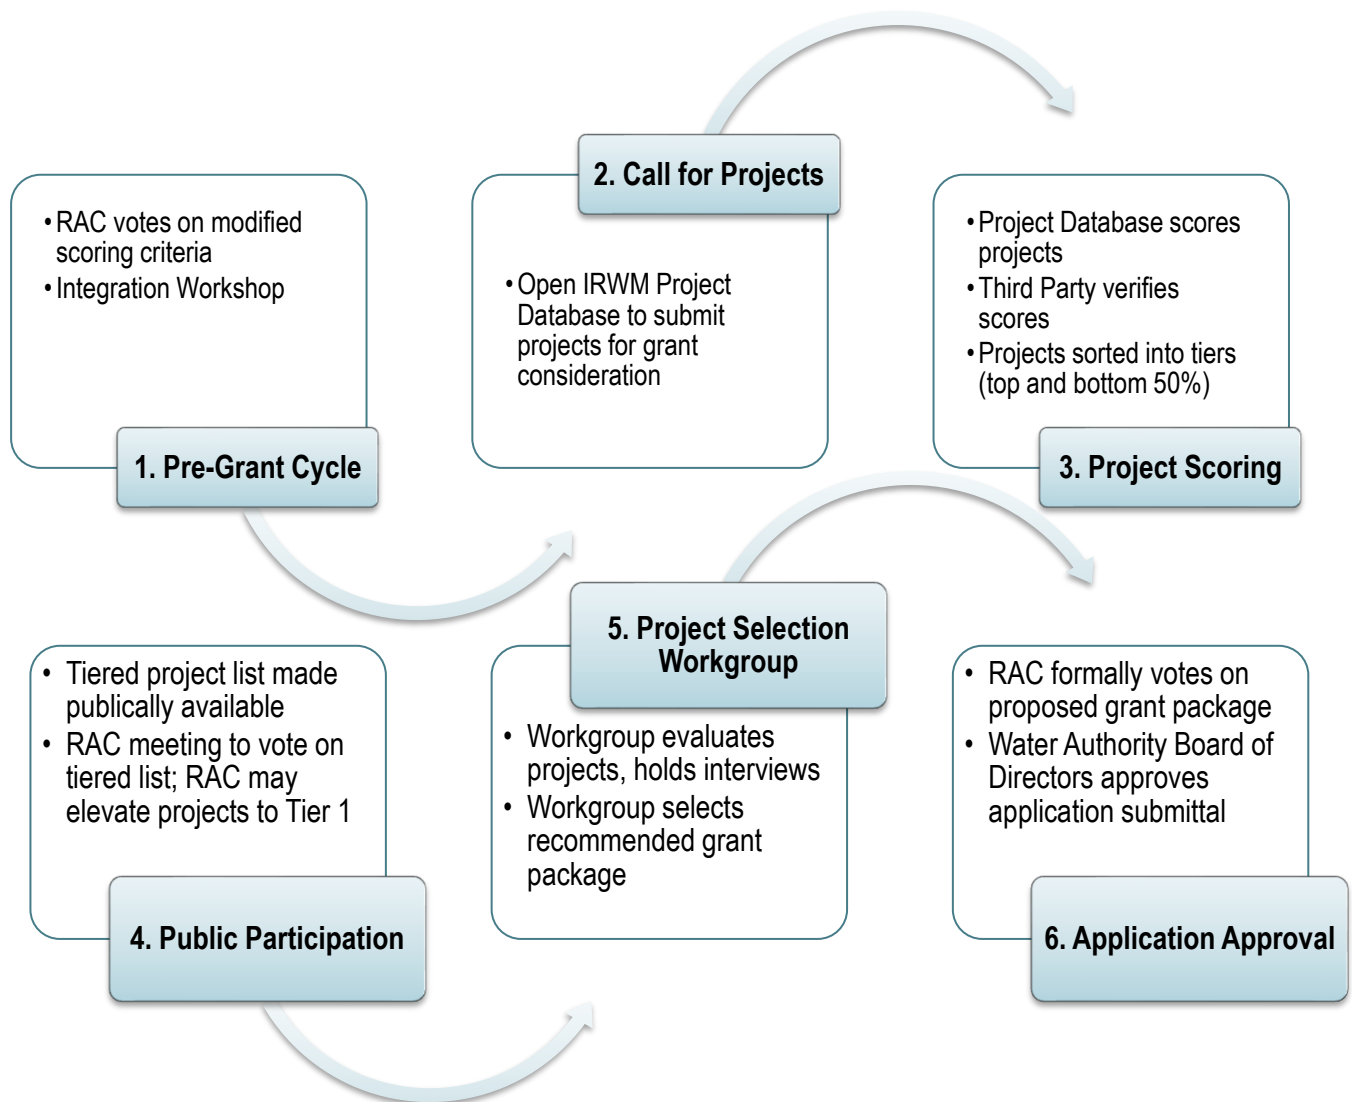 • RAC votes on modified
scoring criteria
• Integration Workshop
1. Pre-Grant Cycle
2. Call for Projects
• Open IRWM Project
Database to submit
projects for grant
consideration
• Project Database scores
projects
• Third Party verifies
scores
• Projects sorted into tiers
(top and bottom 50%)
3. Project Scoring
• Tiered project list made
publically available
• RAC meeting to vote on
tiered list; RAC may
elevate projects to Tier 1
4. Public Participation
5. Project Selection
Workgroup
• Workgroup evaluates
projects, holds interviews
• Workgroup selects
recommended grant
package
• RAC formally votes on
proposed grant package
• Water Authority Board of
Directors approves
application submittal
6. Application Approval